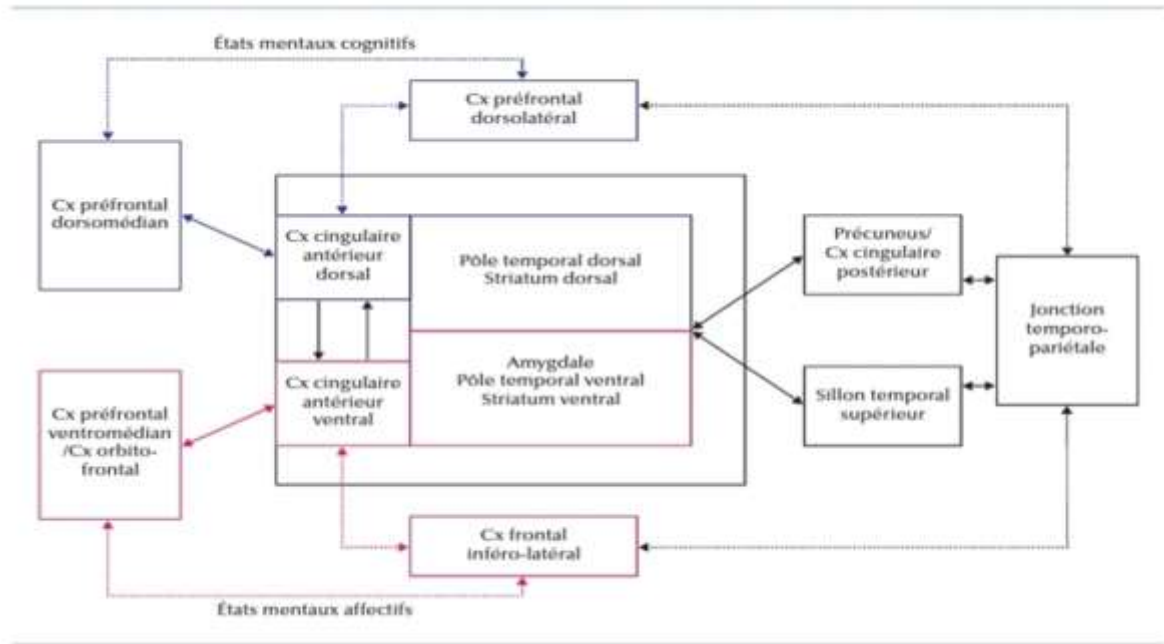 États mentaux cognitifs
Cx préfrontal
dorsolatéral
Cx préfrontal
dorsomédian
Cx cingulaire
antérieur
dorsal
Pôle temporal dorsal
Striatum dorsal
Précuneus/
Cx cingulaire
postérieur
Jonction
temporo-
pariétale
Amygdale
Pôle temporal ventral
Striatum ventral
Cx cingulaire
antérieur
ventral
Sillon temporal
supérieur
Cx préfrontal
ventromédian
/Cx orbito-
frontal
Cx frontal
inféro-latéral
États mentaux affectifs